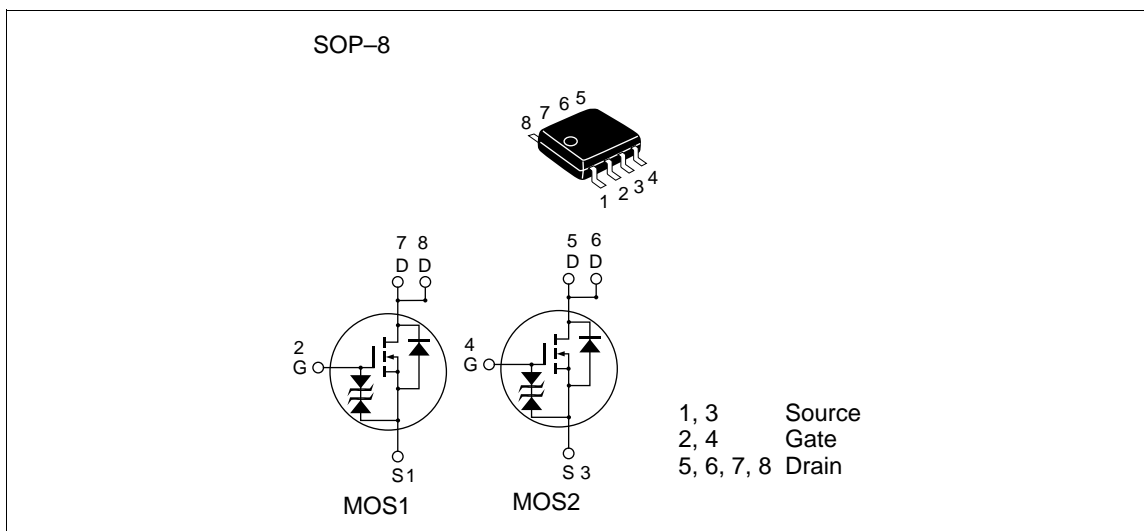 SOP–8
8 7 6 5
1 2 3 4
7 8
D D
5 6
D D
2
G
4
G
S 1
S 3
MOS1
MOS2
1, 3 Source
2, 4 Gate
5, 6, 7, 8 Drain